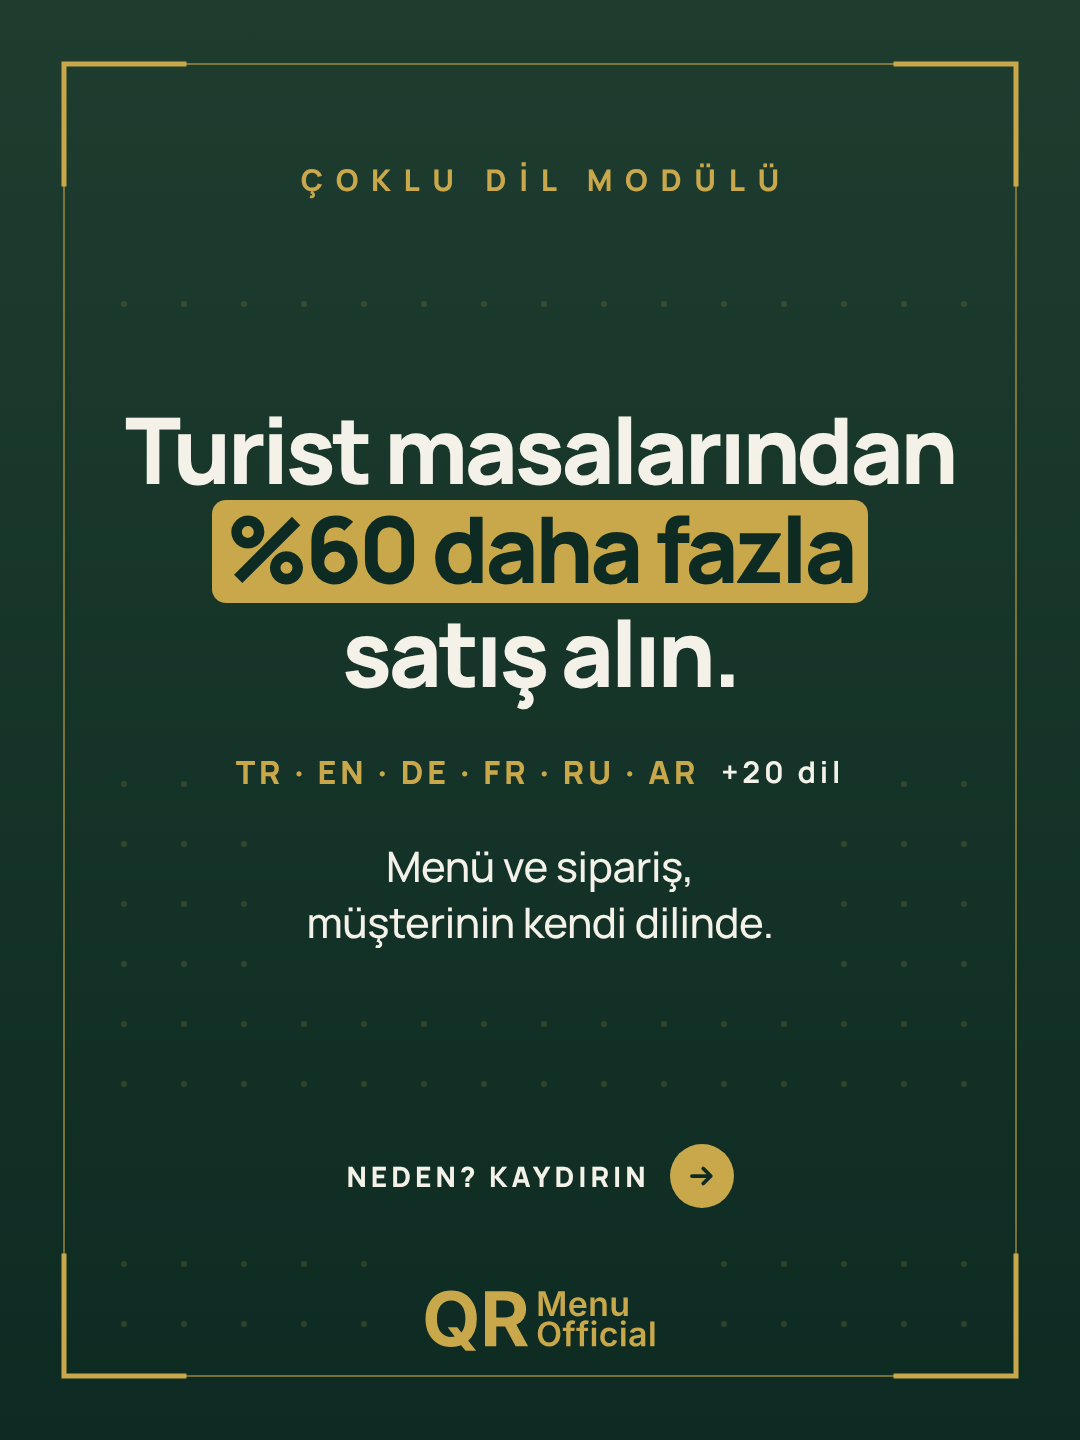 ÇOKLU DİL MODÜLÜ
Turist masalarından
%60 daha fazla
satış alın.
TR · EN · DE · FR · RU · AR +20 dil
Menü ve sipariş,
müşterinin kendi dilinde.
NEDEN? KAYDIRIN
QR Menu
Official